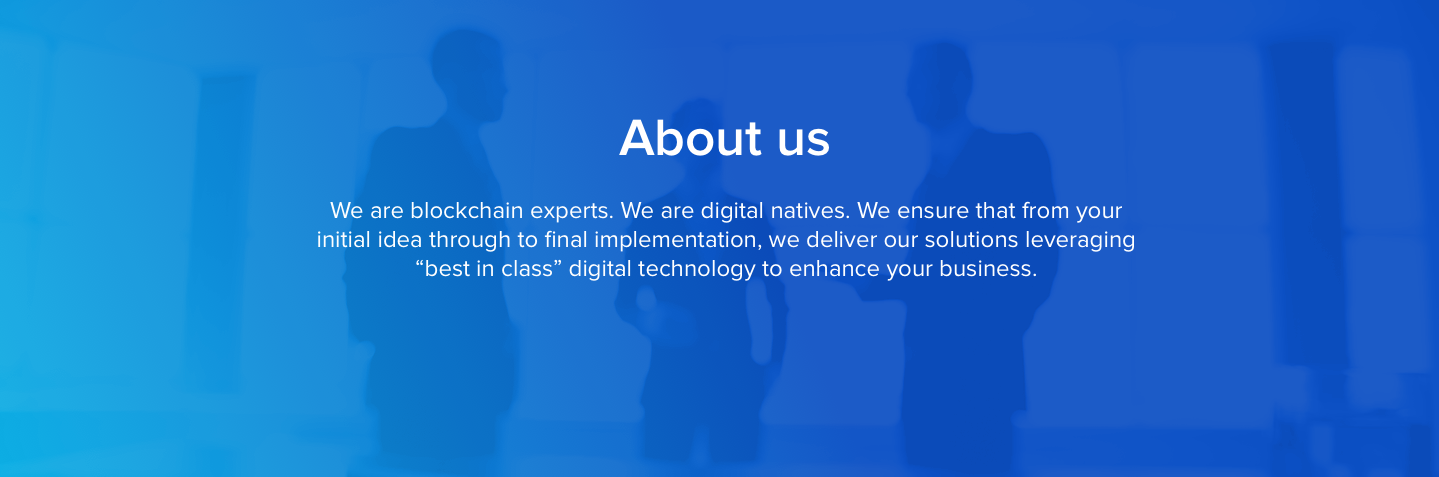 About us
We are blockchain experts. We are digital natives. We ensure that from your
initial idea through to final implementation, we deliver our solutions leveraging
“best in class” digital technology to enhance your business.